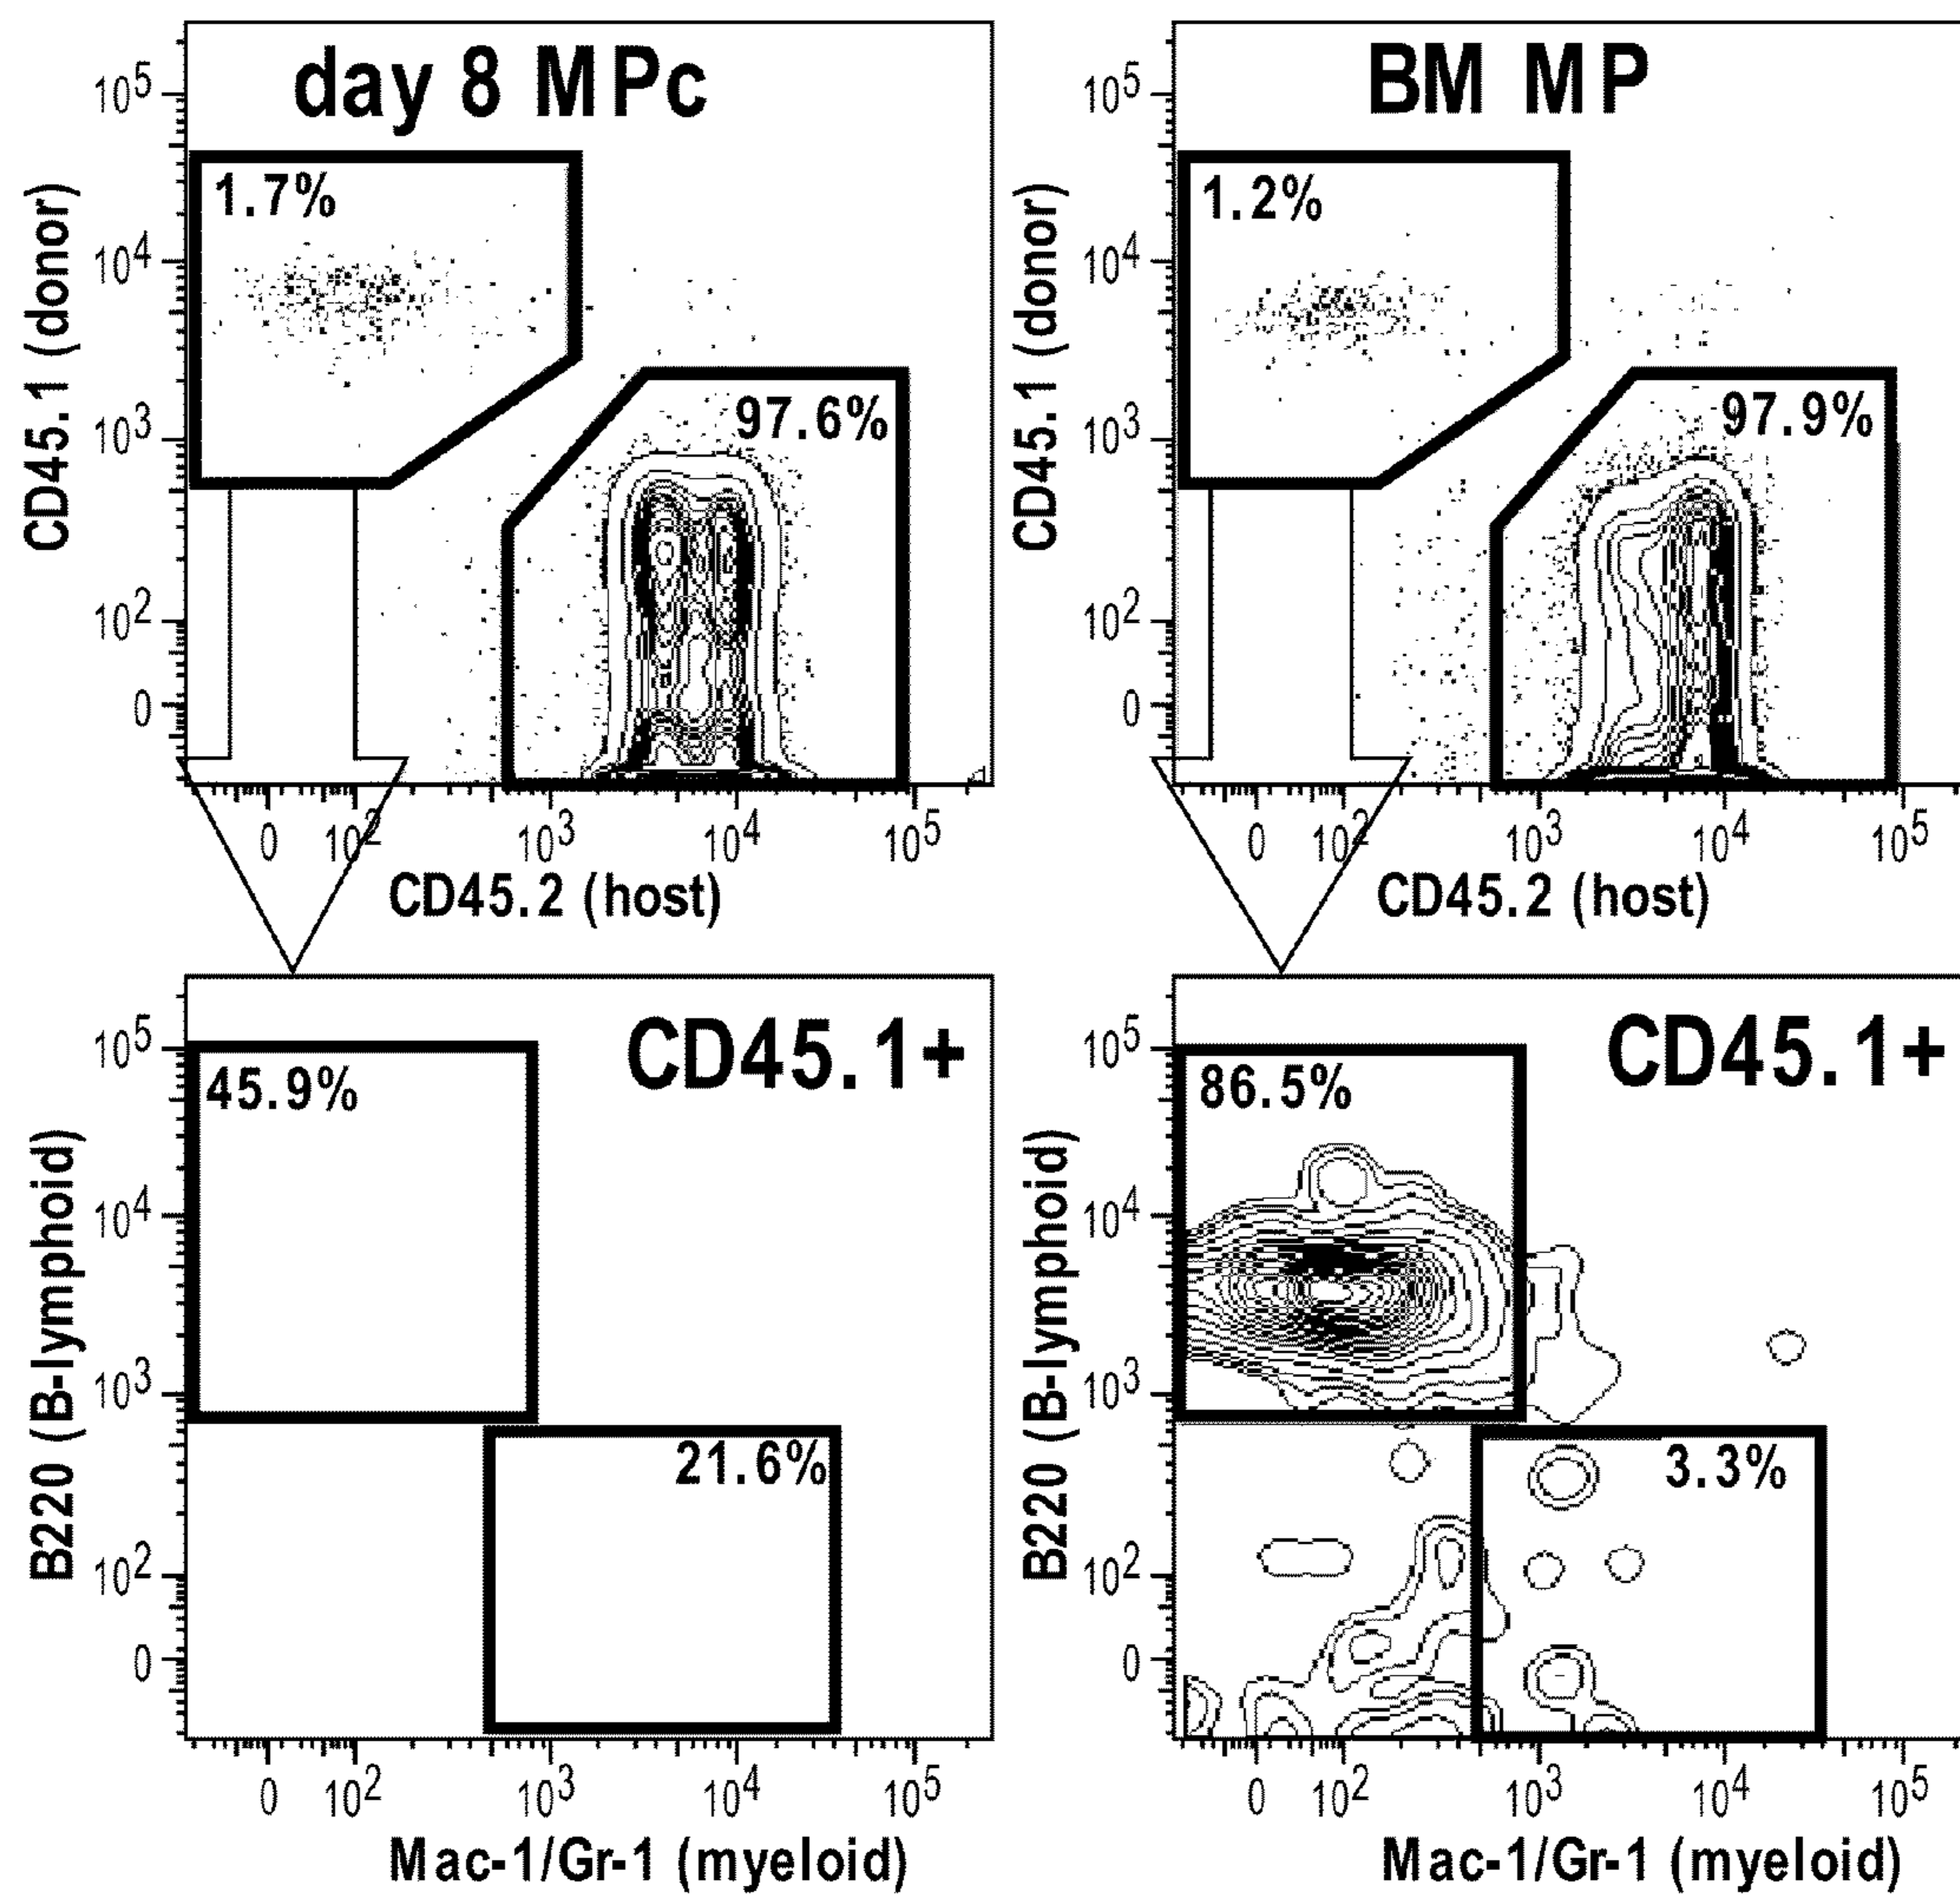 day 8 MPc
10^5
10^4
10^3
10^2
0
CD45.1 (donor)
1.7%
97.6%
0 10^2 10^3 10^4 10^5
CD45.2 (host)
BM MP
10^5
10^4
10^3
10^2
0
CD45.1 (donor)
1.2%
97.9%
0 10^2 10^3 10^4 10^5
CD45.2 (host)
CD45.1+
10^5
10^4
10^3
10^2
0
B220 (B-lymphoid)
45.9%
21.6%
0 10^2 10^3 10^4 10^5
Mac-1/Gr-1 (myeloid)
CD45.1+
10^5
10^4
10^3
10^2
0
B220 (B-lymphoid)
86.5%
3.3%
0 10^2 10^3 10^4 10^5
Mac-1/Gr-1 (myeloid)